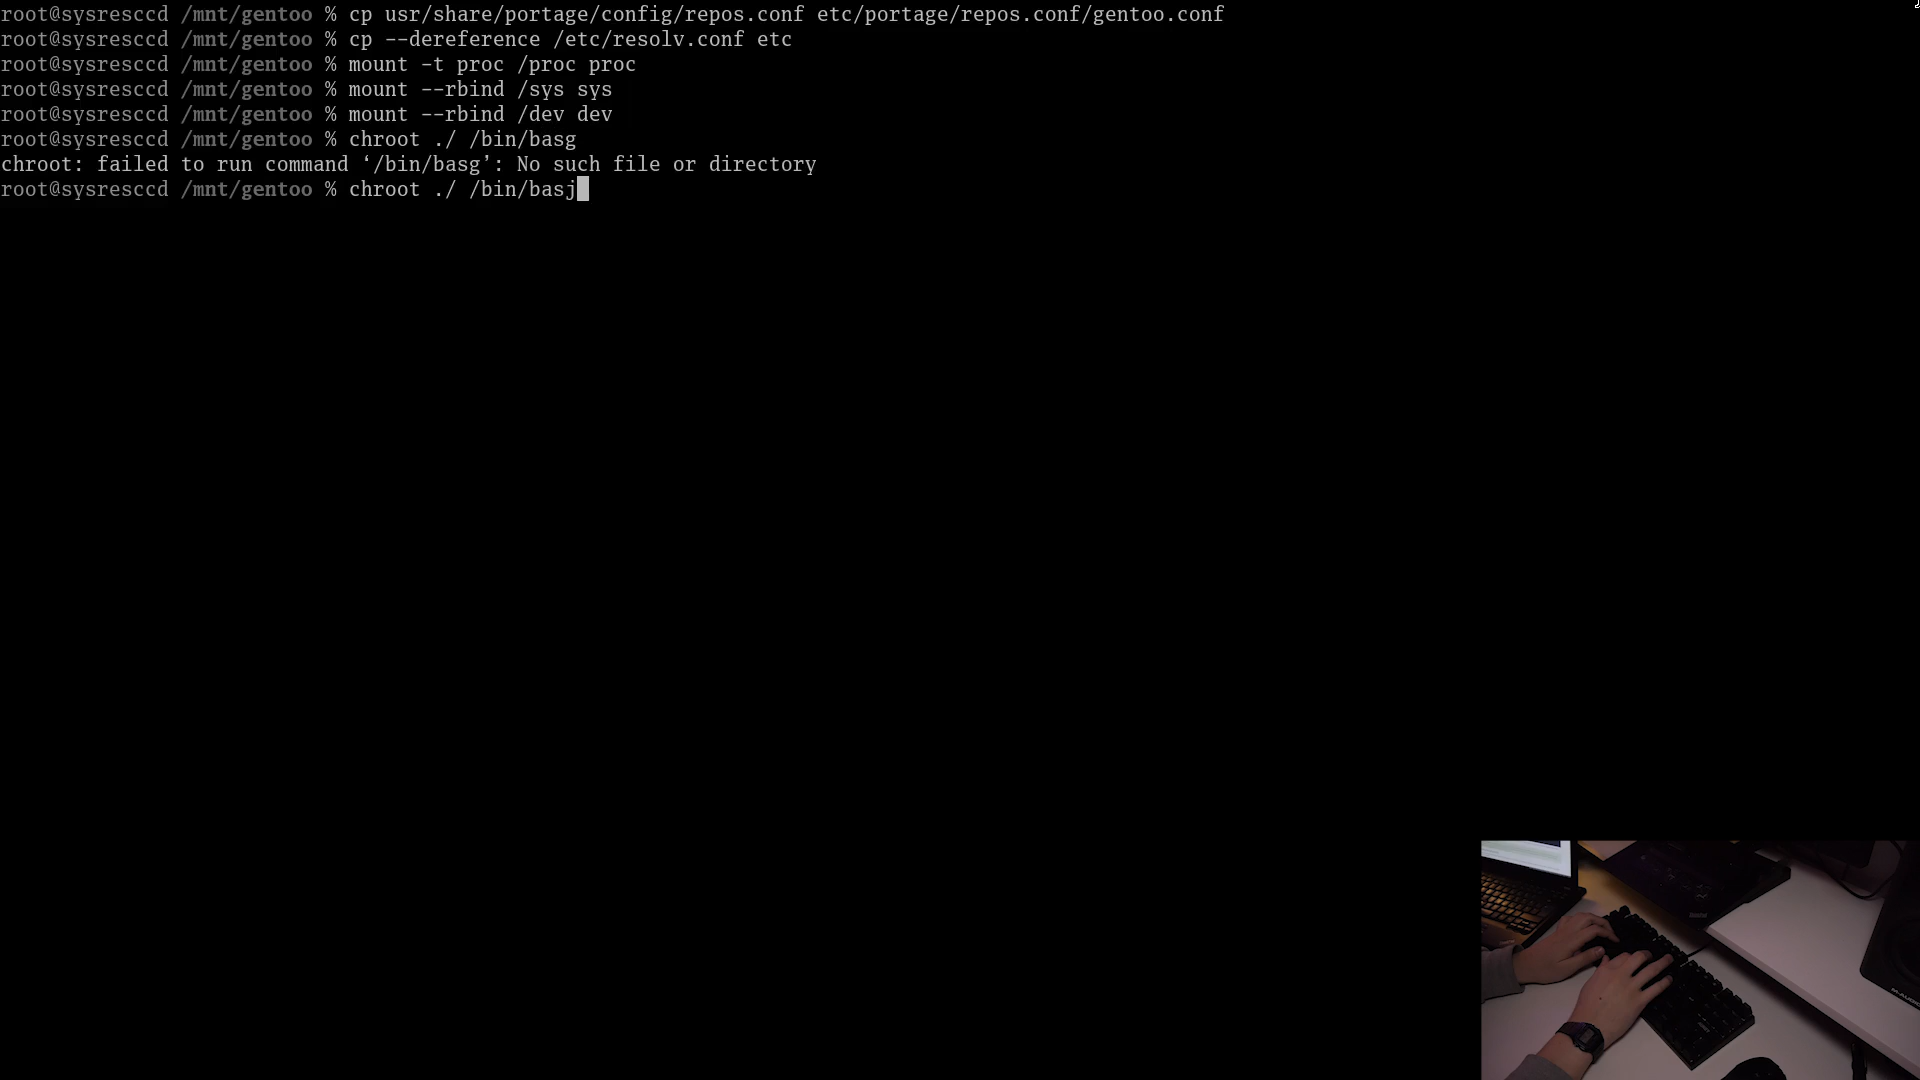 root@sysresccd /mnt/gentoo % cp usr/share/portage/config/repos.conf etc/portage/repos.conf/gentoo.conf
root@sysresccd /mnt/gentoo % cp --dereference /etc/resolv.conf etc
root@sysresccd /mnt/gentoo % mount -t proc /proc proc
root@sysresccd /mnt/gentoo % mount --rbind /sys sys
root@sysresccd /mnt/gentoo % mount --rbind /dev dev
root@sysresccd /mnt/gentoo % chroot ./ /bin/basg
chroot: failed to run command ‘/bin/basg’: No such file or directory
root@sysresccd /mnt/gentoo % chroot ./ /bin/basj
M-AUDIO